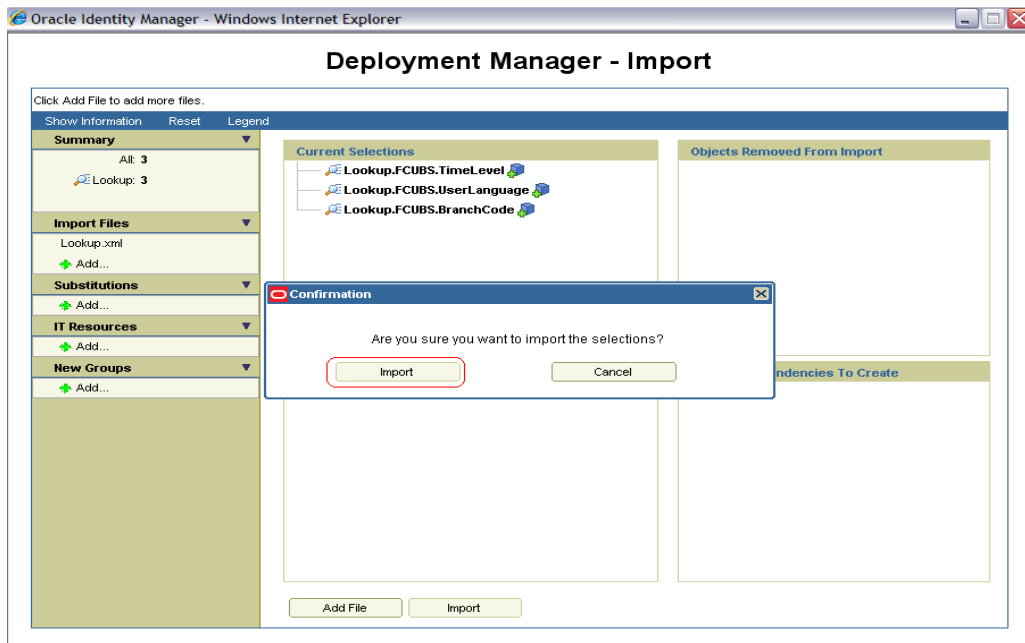 Oracle Identity Manager - Windows Internet Explorer
Deployment Manager - Import
Click Add File to add more files.
Show Information Reset Legend
Summary
All: 3
Lookup: 3
Import Files
Lookup.xml
Add...
Substitutions
Add...
IT Resources
Add...
New Groups
Add...
Current Selections
Lookup.FCUBS.TimeLevel
Lookup.FCUBS.UserLanguage
Lookup.FCUBS.BranchCode
Objects Removed From Import
Confirmation
Are you sure you want to import the selections?
Import Cancel
ndencies To Create
Add File Import